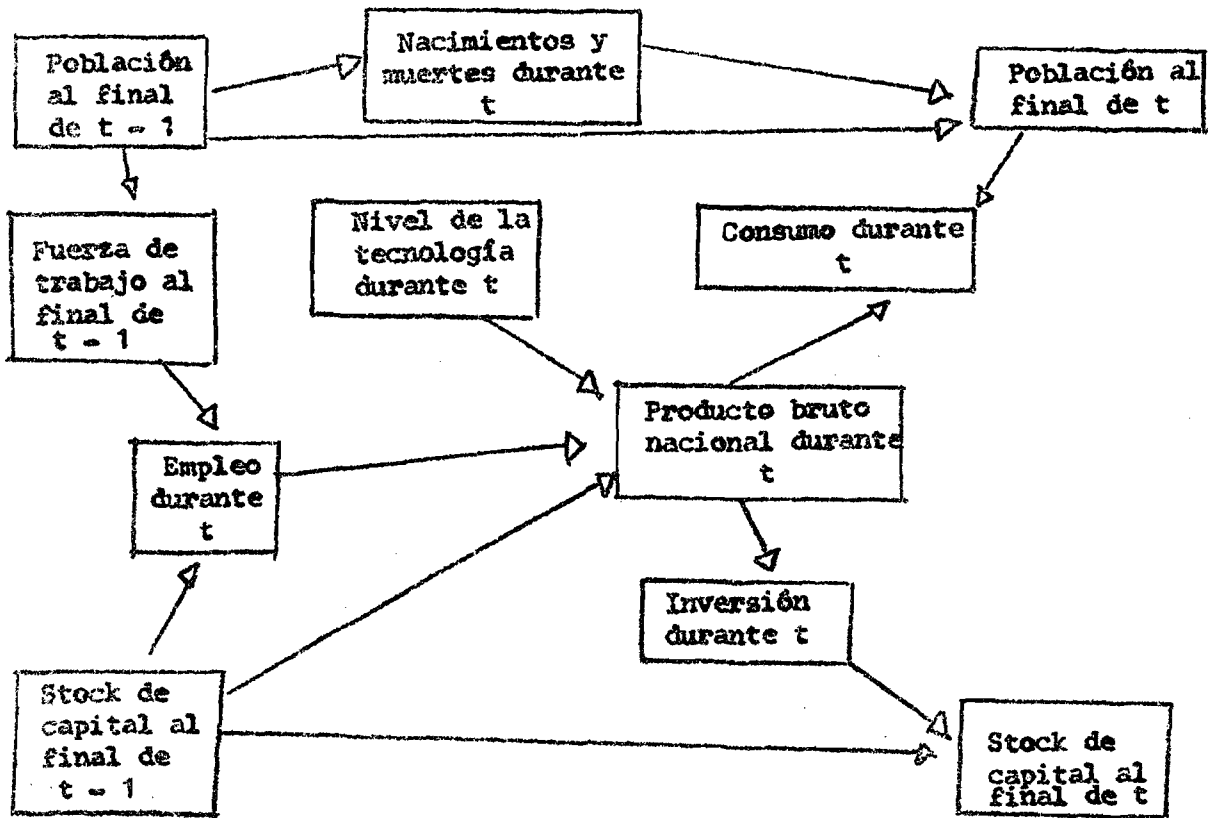 Población
al final
de t - 1
Nacimientos y
muertes durante
t
Población al
final de t
Fuerza de
trabajo al
final de
t - 1
Nivel de la
tecnología
durante t
Consumo durante
t
Empleo
durante
t
Producto bruto
nacional durante
t
Inversión
durante t
Stock de
capital al
final de
t - 1
Stock de
capital al
final de t